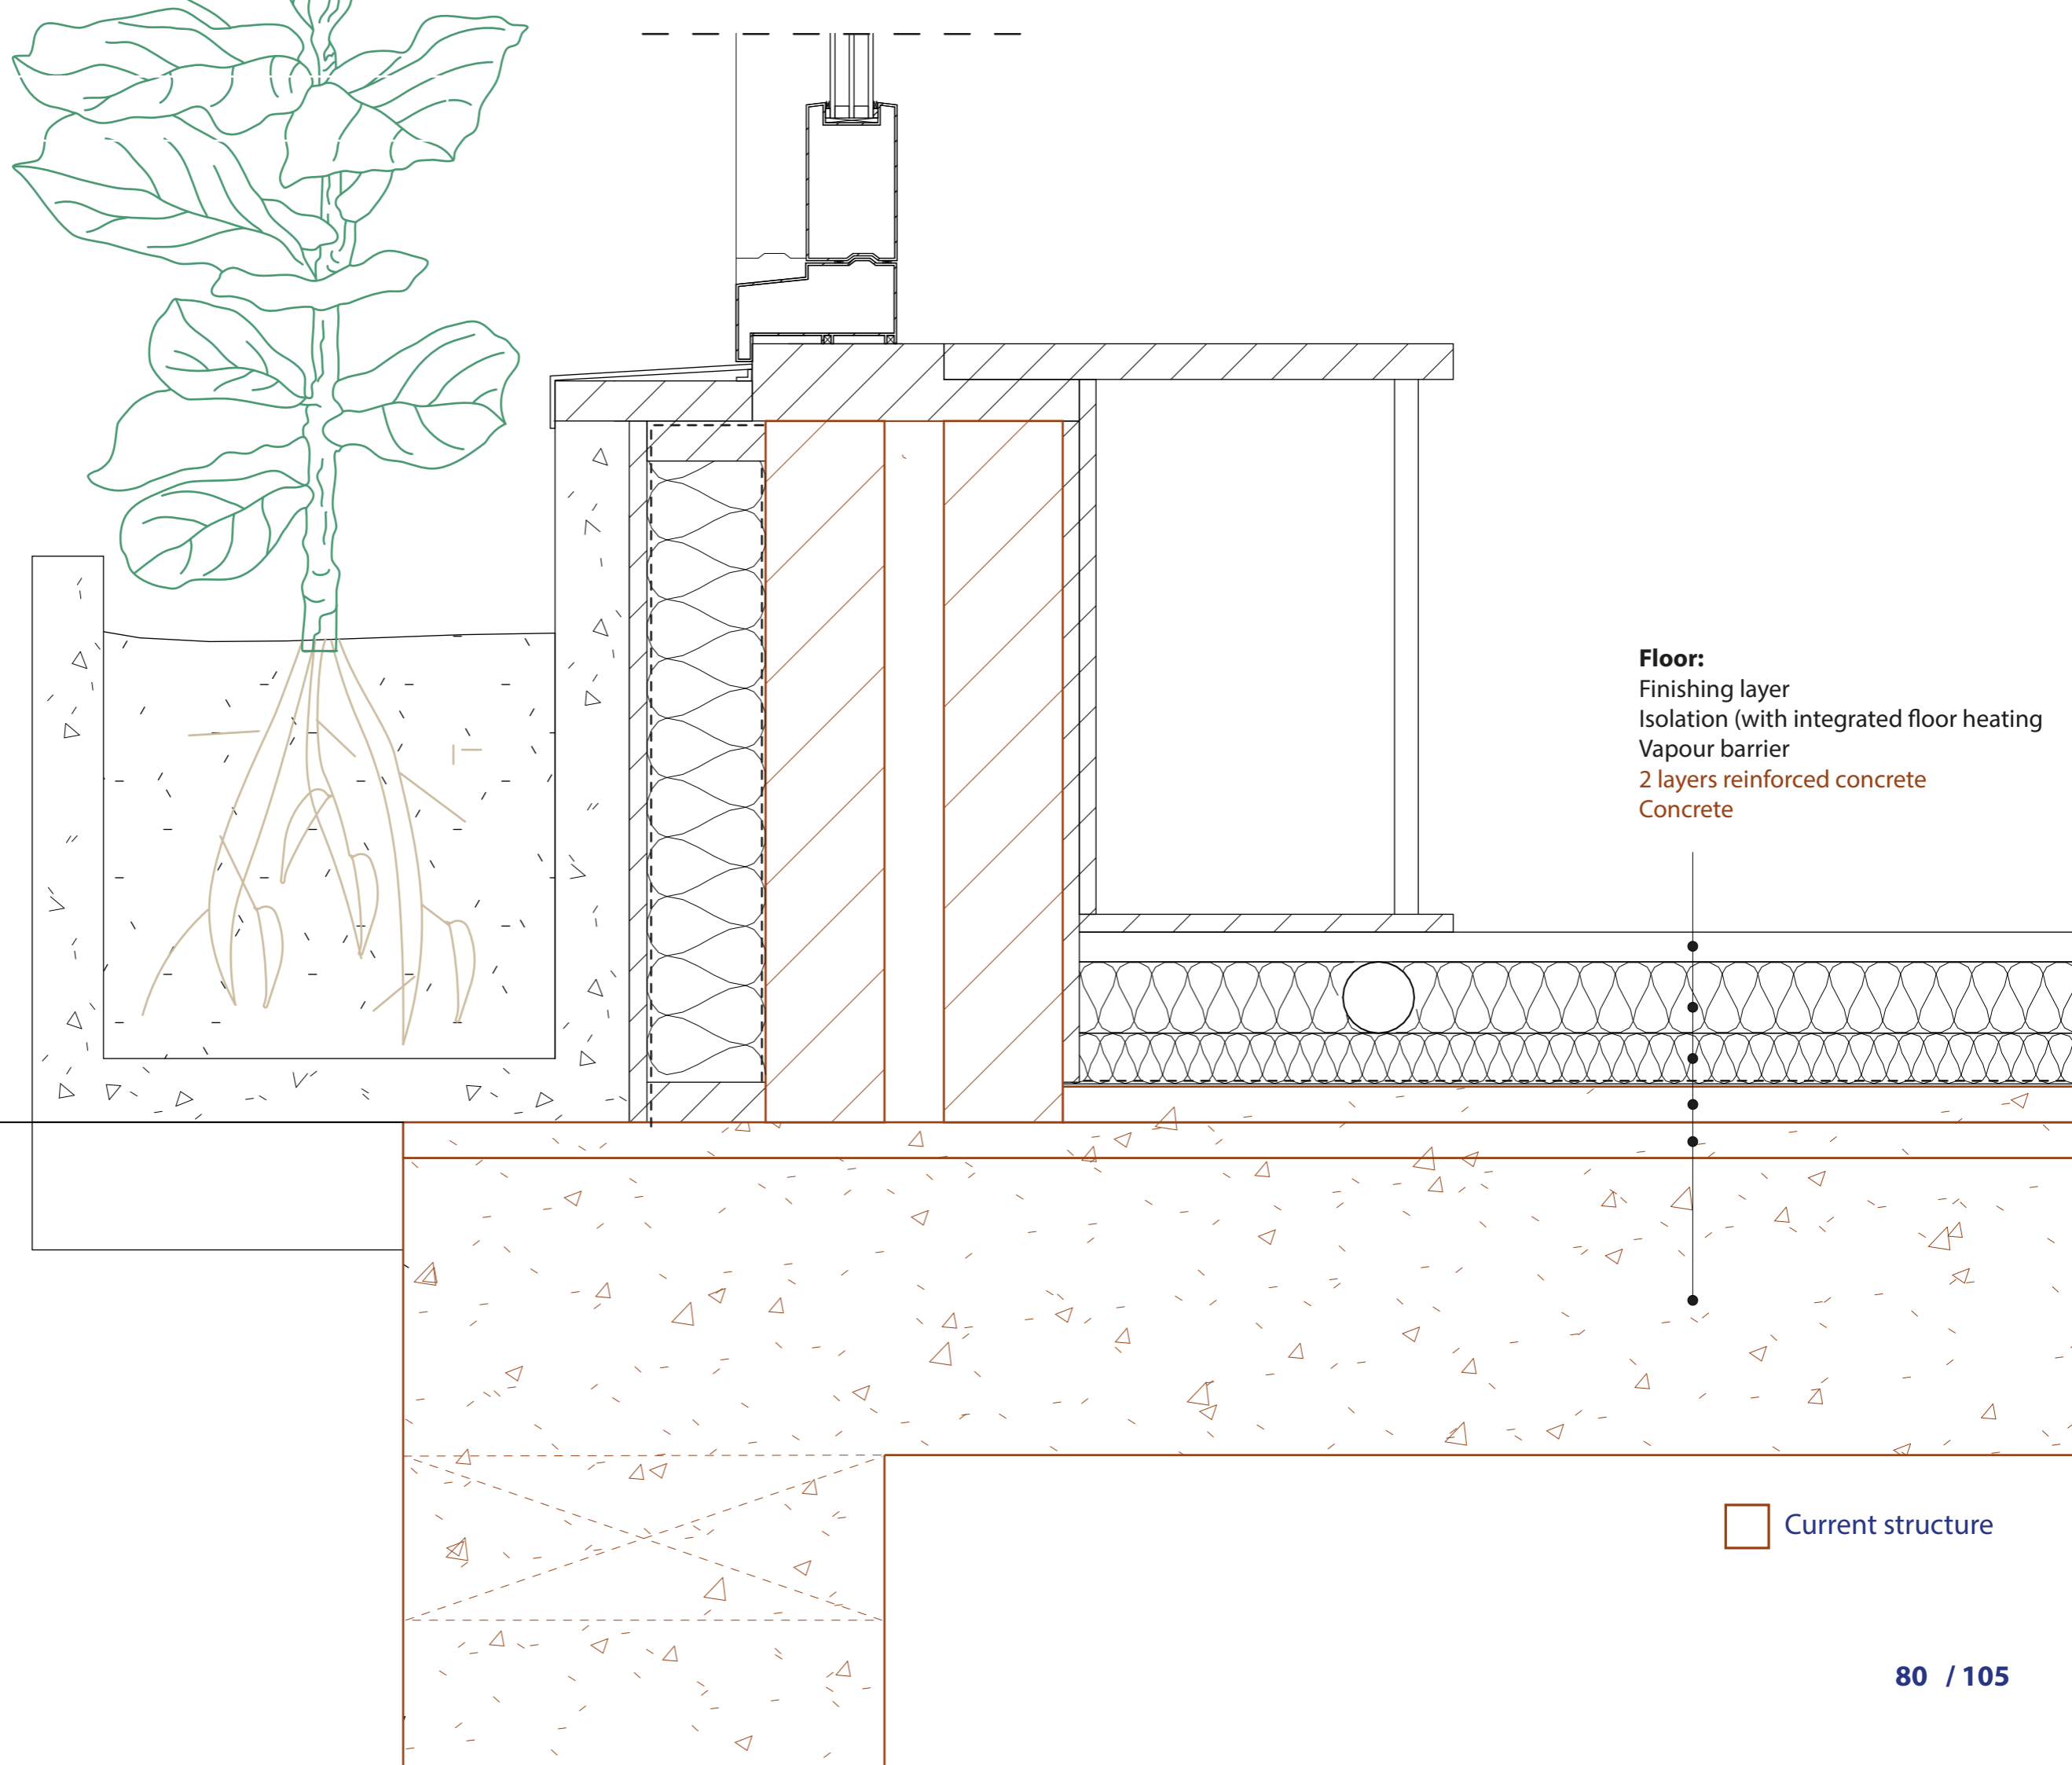 Floor:
Finishing layer
Isolation (with integrated floor heating
Vapour barrier
2 layers reinforced concrete
Concrete
Current structure
80 / 105